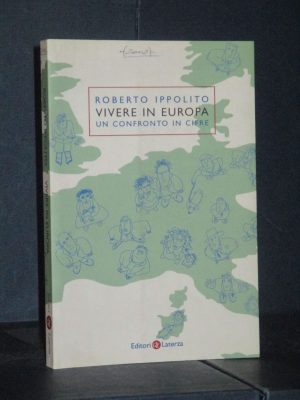 ROBERTO IPPOLITO
VIVERE IN EUROPA
UN CONFRONTO IN CIFRE
Editori Laterza